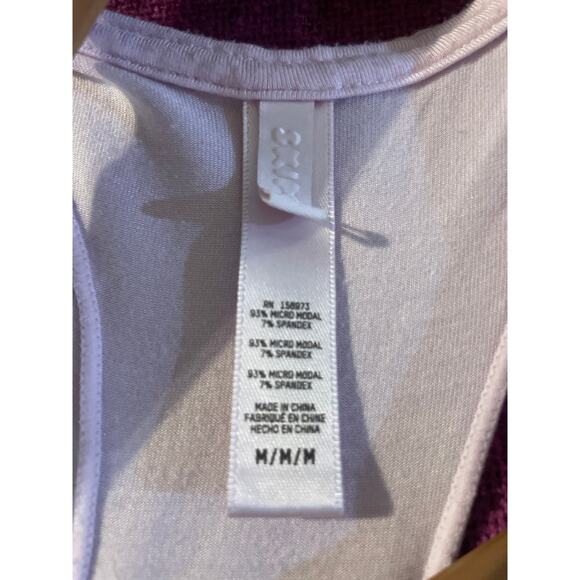 SKIMS
RN 158973
93% MICRO MODAL
7% SPANDEX
93% MICRO MODAL
7% SPANDEX
93% MICRO MODAL
7% SPANDEX
MADE IN CHINA
FABRIQUÉ EN CHINE
HECHO EN CHINA
M/M/M